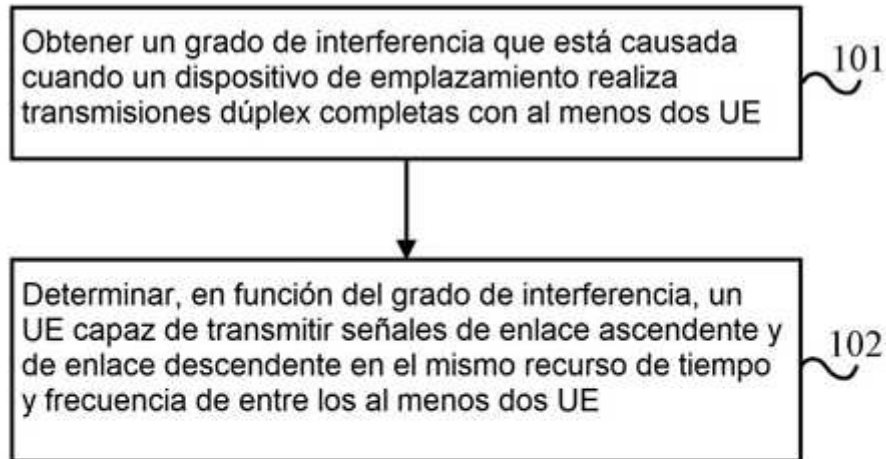 Obtener un grado de interferencia que está causada
cuando un dispositivo de emplazamiento realiza
transmisiones dúplex completas con al menos dos UE
101
Determinar, en función del grado de interferencia, un
UE capaz de transmitir señales de enlace ascendente y
de enlace descendente en el mismo recurso de tiempo
y frecuencia de entre los al menos dos UE
102